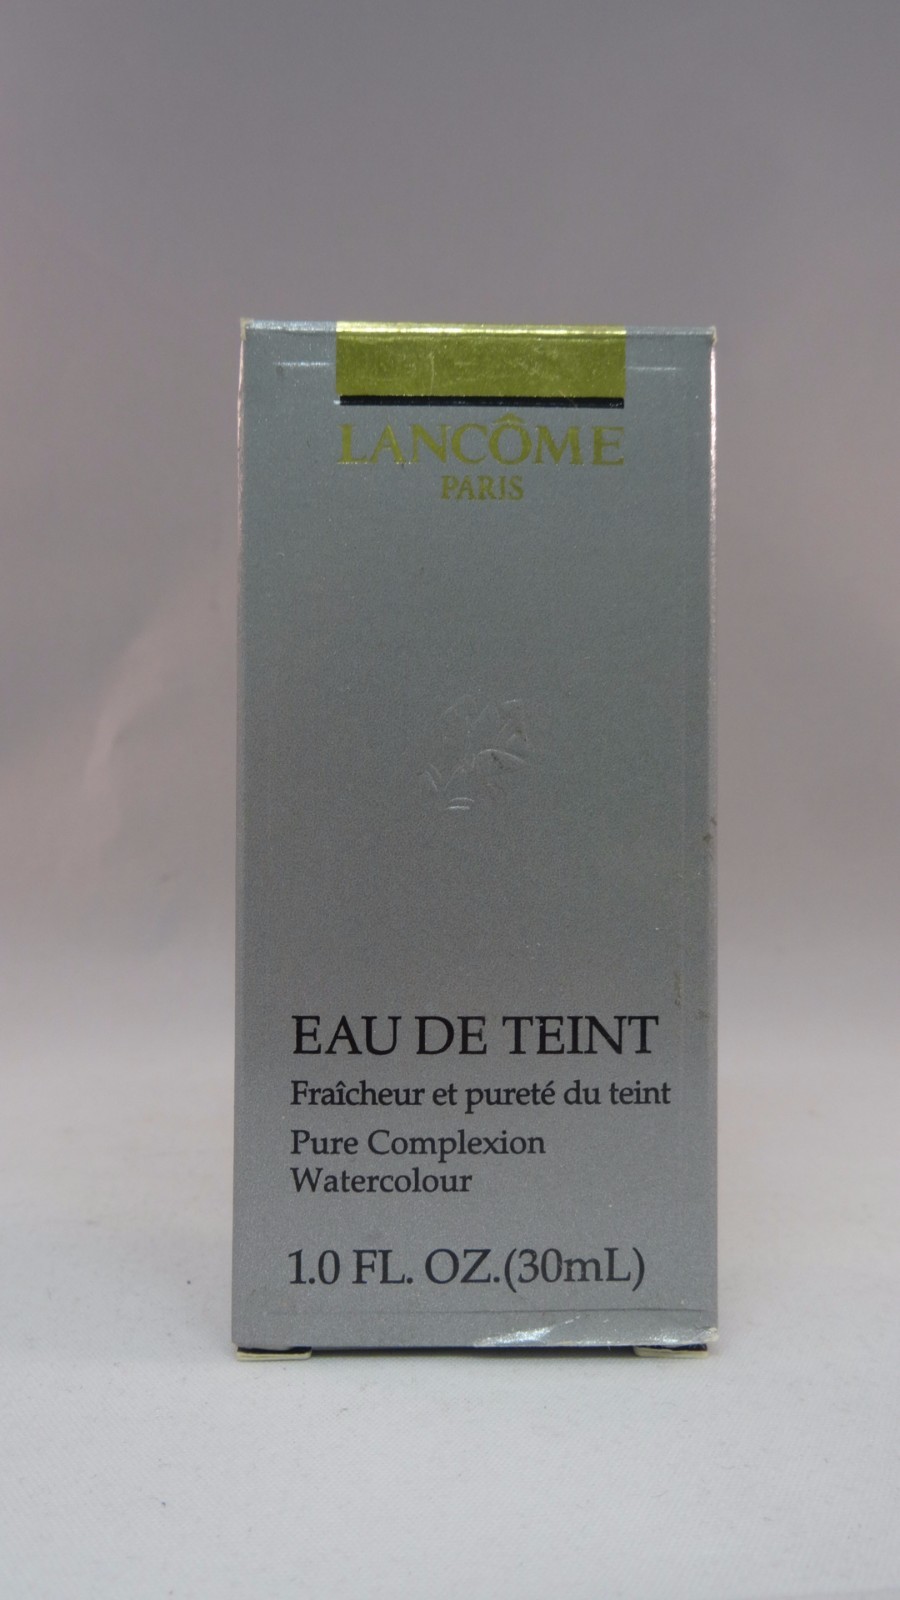 LANCÔME
PARIS
EAU DE TEINT
Fraîcheur et pureté du teint
Pure Complexion
Watercolour
1.0 FL. OZ.(30mL)